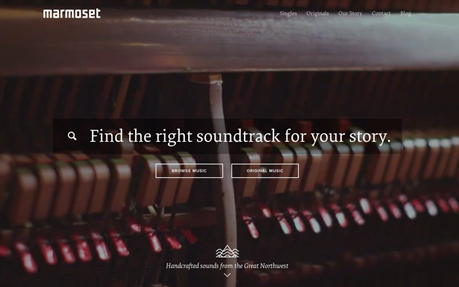 marmoset
Singles Originals Our Story Contact Blog
Find the right soundtrack for your story.
BROWSE MUSIC ORIGINAL MUSIC
Handcrafted sounds from the Great Northwest